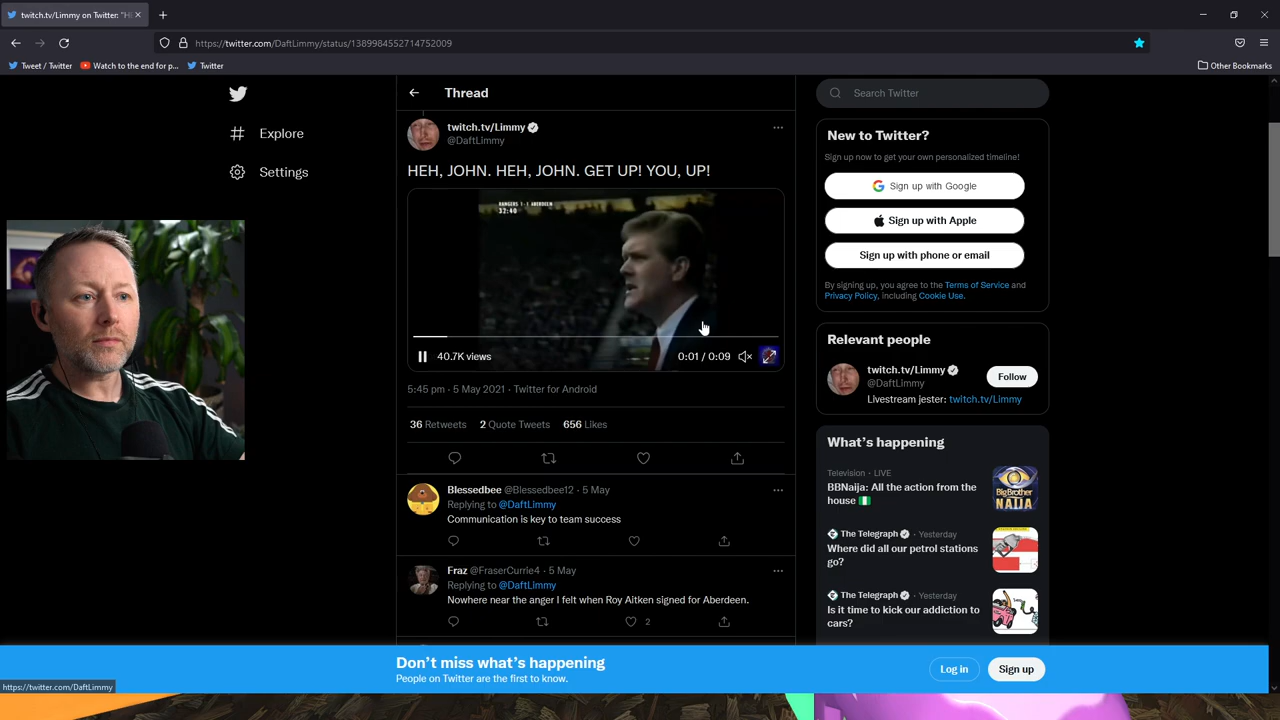 twitch.tv/Limmy on Twitter: "HE
https://twitter.com/DaftLimmy/status/1389984552714752009
Tweet / Twitter
Watch to the end for p...
Twitter
Other Bookmarks
Explore
Settings
Thread
twitch.tv/Limmy
@DaftLimmy
HEH, JOHN. HEH, JOHN. GET UP! YOU, UP!
RANGERS 1-1 ABERDEEN
37:40
40.7K views
0:01 / 0:09
5:45 pm · 5 May 2021 · Twitter for Android
36 Retweets 2 Quote Tweets 656 Likes
Blessedbee @Blessedbee12 · 5 May
Replying to @DaftLimmy
Communication is key to team success
Fraz @FraserCurrie4 · 5 May
Replying to @DaftLimmy
Nowhere near the anger I felt when Roy Aitken signed for Aberdeen.
2
Search Twitter
New to Twitter?
Sign up now to get your own personalized timeline!
Sign up with Google
Sign up with Apple
Sign up with phone or email
By signing up, you agree to the Terms of Service and
Privacy Policy, including Cookie Use.
Relevant people
twitch.tv/Limmy
@DaftLimmy
Follow
Livestream jester: twitch.tv/Limmy
What's happening
Television · LIVE
BBNaija: All the action from the
house
BigBrother
NAIJA
The Telegraph · Yesterday
Where did all our petrol stations
go?
The Telegraph · Yesterday
Is it time to kick our addiction to
cars?
Don't miss what's happening
People on Twitter are the first to know.
Log in
Sign up
https://twitter.com/DaftLimmy